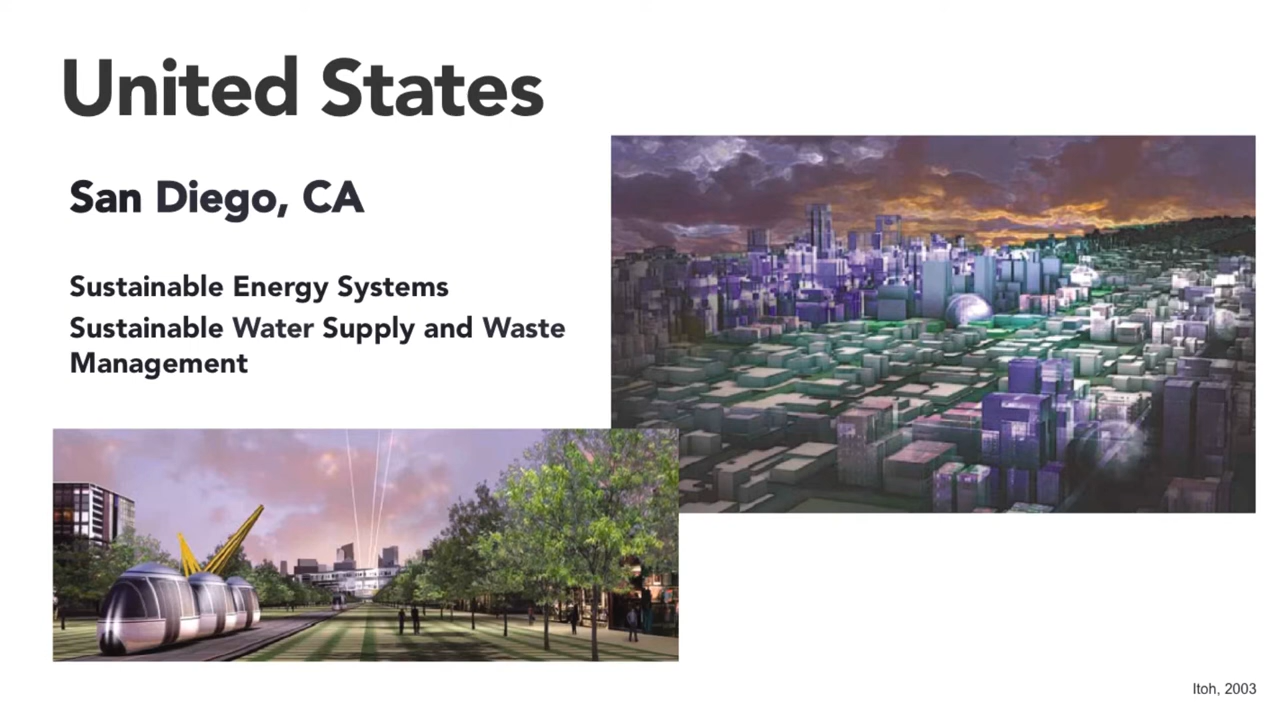 United States
San Diego, CA
Sustainable Energy Systems
Sustainable Water Supply and Waste
Management
Itoh, 2003